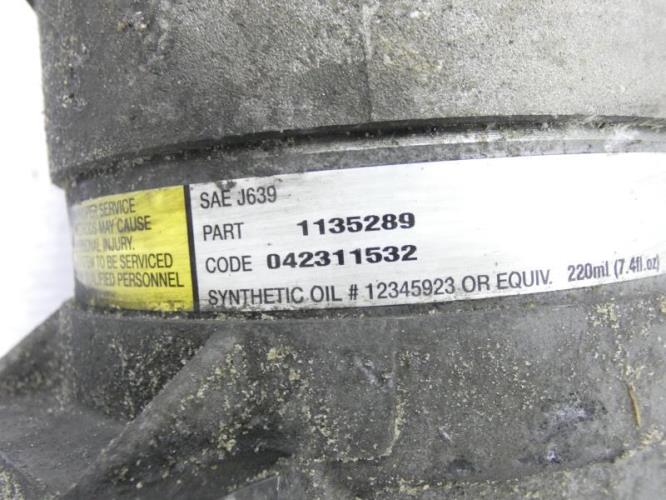 SERVICE
MAY CAUSE
INJURY.
TO BE SERVICED
PERSONNEL
SAE J639
PART 1135289
CODE 042311532
SYNTHETIC OIL # 12345923 OR EQUIV. 220ml (7.4fl.oz)